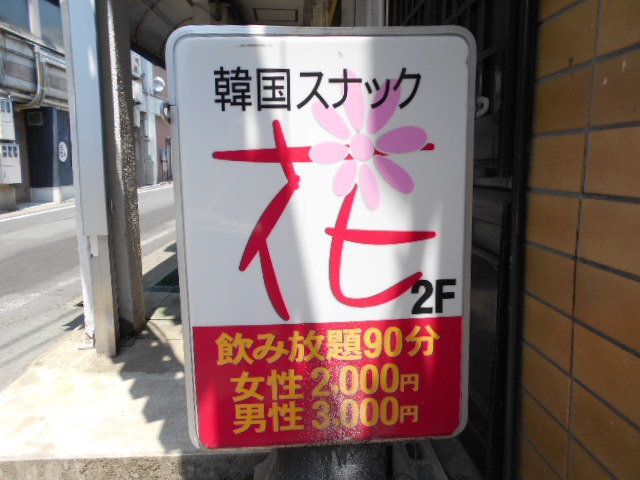 韓国スナック
花
2F
飲み放題90分
女性2,000円
男性3,000円